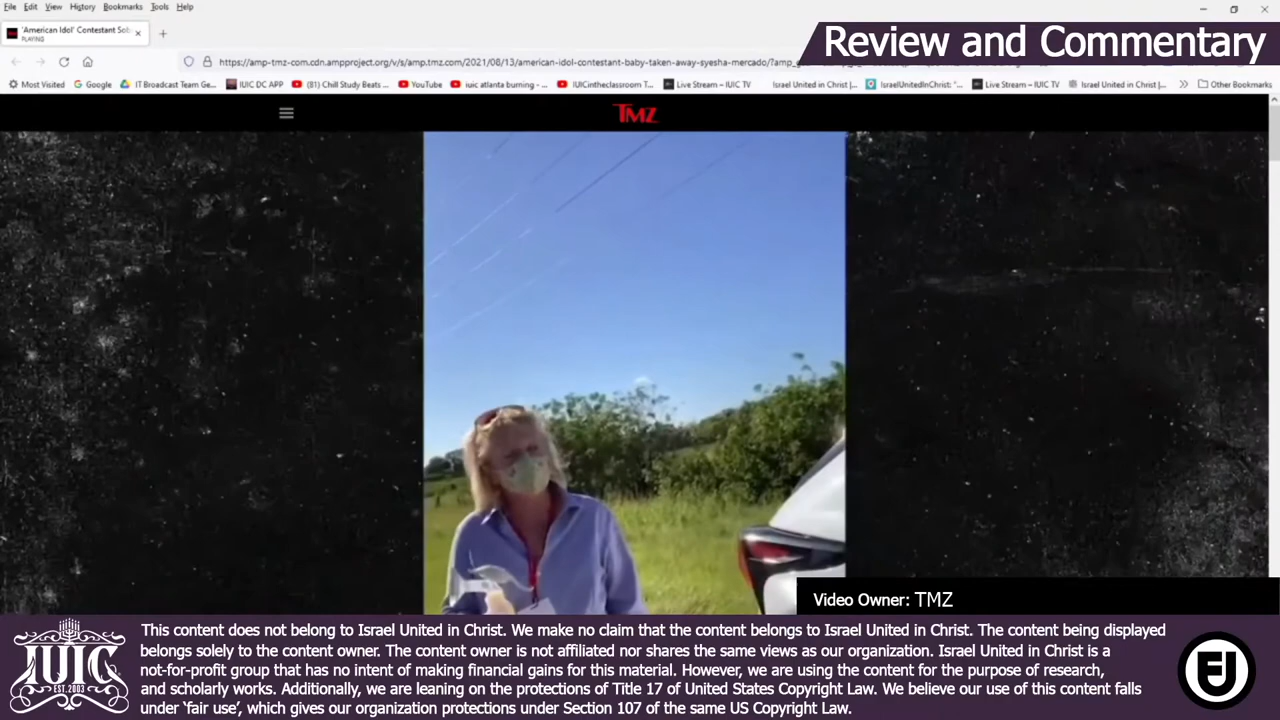 File Edit View History Bookmarks Tools Help
'American Idol' Contestant Sob
PLAYING
Review and Commentary
https://amp-tmz-com.cdn.ampproject.org/v/s/amp.tmz.com/2021/08/13/american-idol-contestant-baby-taken-away-syesha-mercado/?amp_
Most Visited Google IT Broadcast Team Ge... IUIC DC APP (81) Chill Study Beats ... YouTube iuic atlanta burning - ... IUICintheclassroom T... Live Stream – IUIC TV Israel United in Christ |... IsraelUnitedInChrist: "... Live Stream – IUIC TV Israel United in Christ |... Other Bookmarks
TMZ
Video Owner: TMZ
This content does not belong to Israel United in Christ. We make no claim that the content belongs to Israel United in Christ. The content being displayed
belongs solely to the content owner. The content owner is not affiliated nor shares the same views as our organization. Israel United in Christ is a
not-for-profit group that has no intent of making financial gains for this material. However, we are using the content for the purpose of research,
and scholarly works. Additionally, we are leaning on the protections of Title 17 of United States Copyright Law. We believe our use of this content falls
under 'fair use', which gives our organization protections under Section 107 of the same US Copyright Law.
IUIC
EST.2003